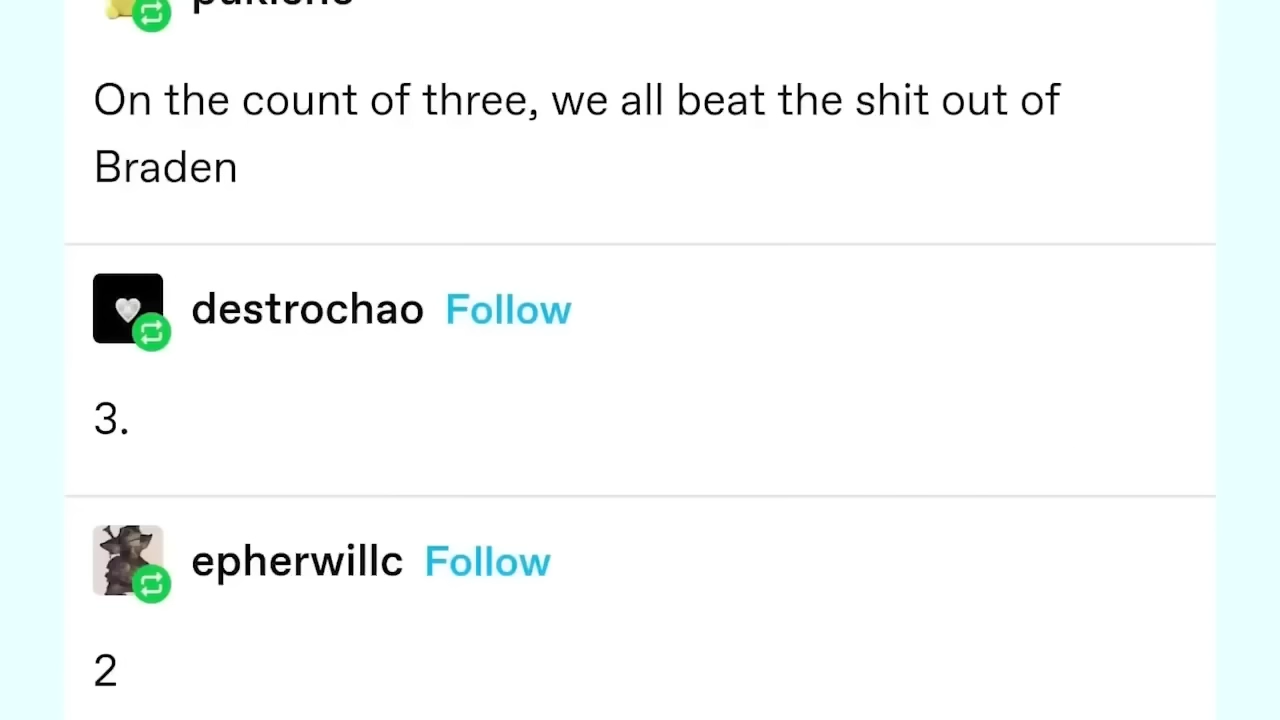 On the count of three, we all beat the shit out of
Braden
destrochao Follow
3.
epherwillc Follow
2